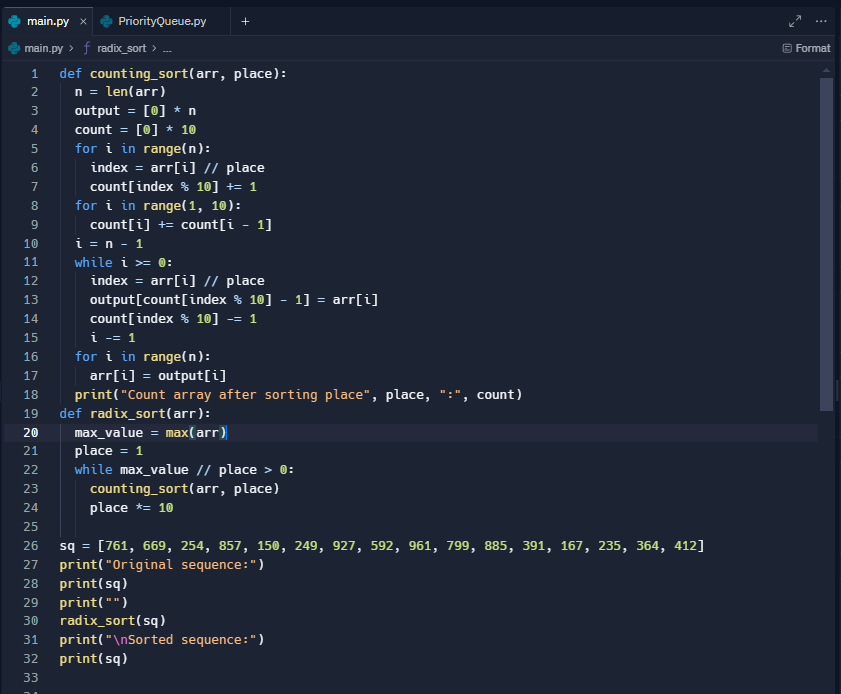 main.py × PriorityQueue.py +
main.py > f radix_sort > ... Format
1 def counting_sort(arr, place):
2   n = len(arr)
3   output = [0] * n
4   count = [0] * 10
5   for i in range(n):
6     index = arr[i] // place
7     count[index % 10] += 1
8   for i in range(1, 10):
9     count[i] += count[i - 1]
10   i = n - 1
11   while i >= 0:
12     index = arr[i] // place
13     output[count[index % 10] - 1] = arr[i]
14     count[index % 10] -= 1
15     i -= 1
16   for i in range(n):
17     arr[i] = output[i]
18   print("Count array after sorting place", place, ":", count)
19 def radix_sort(arr):
20   max_value = max(arr)
21   place = 1
22   while max_value // place > 0:
23     counting_sort(arr, place)
24     place *= 10
25
26 sq = [761, 669, 254, 857, 150, 249, 927, 592, 961, 799, 885, 391, 167, 235, 364, 412]
27 print("Original sequence:")
28 print(sq)
29 print("")
30 radix_sort(sq)
31 print("\nSorted sequence:")
32 print(sq)
33